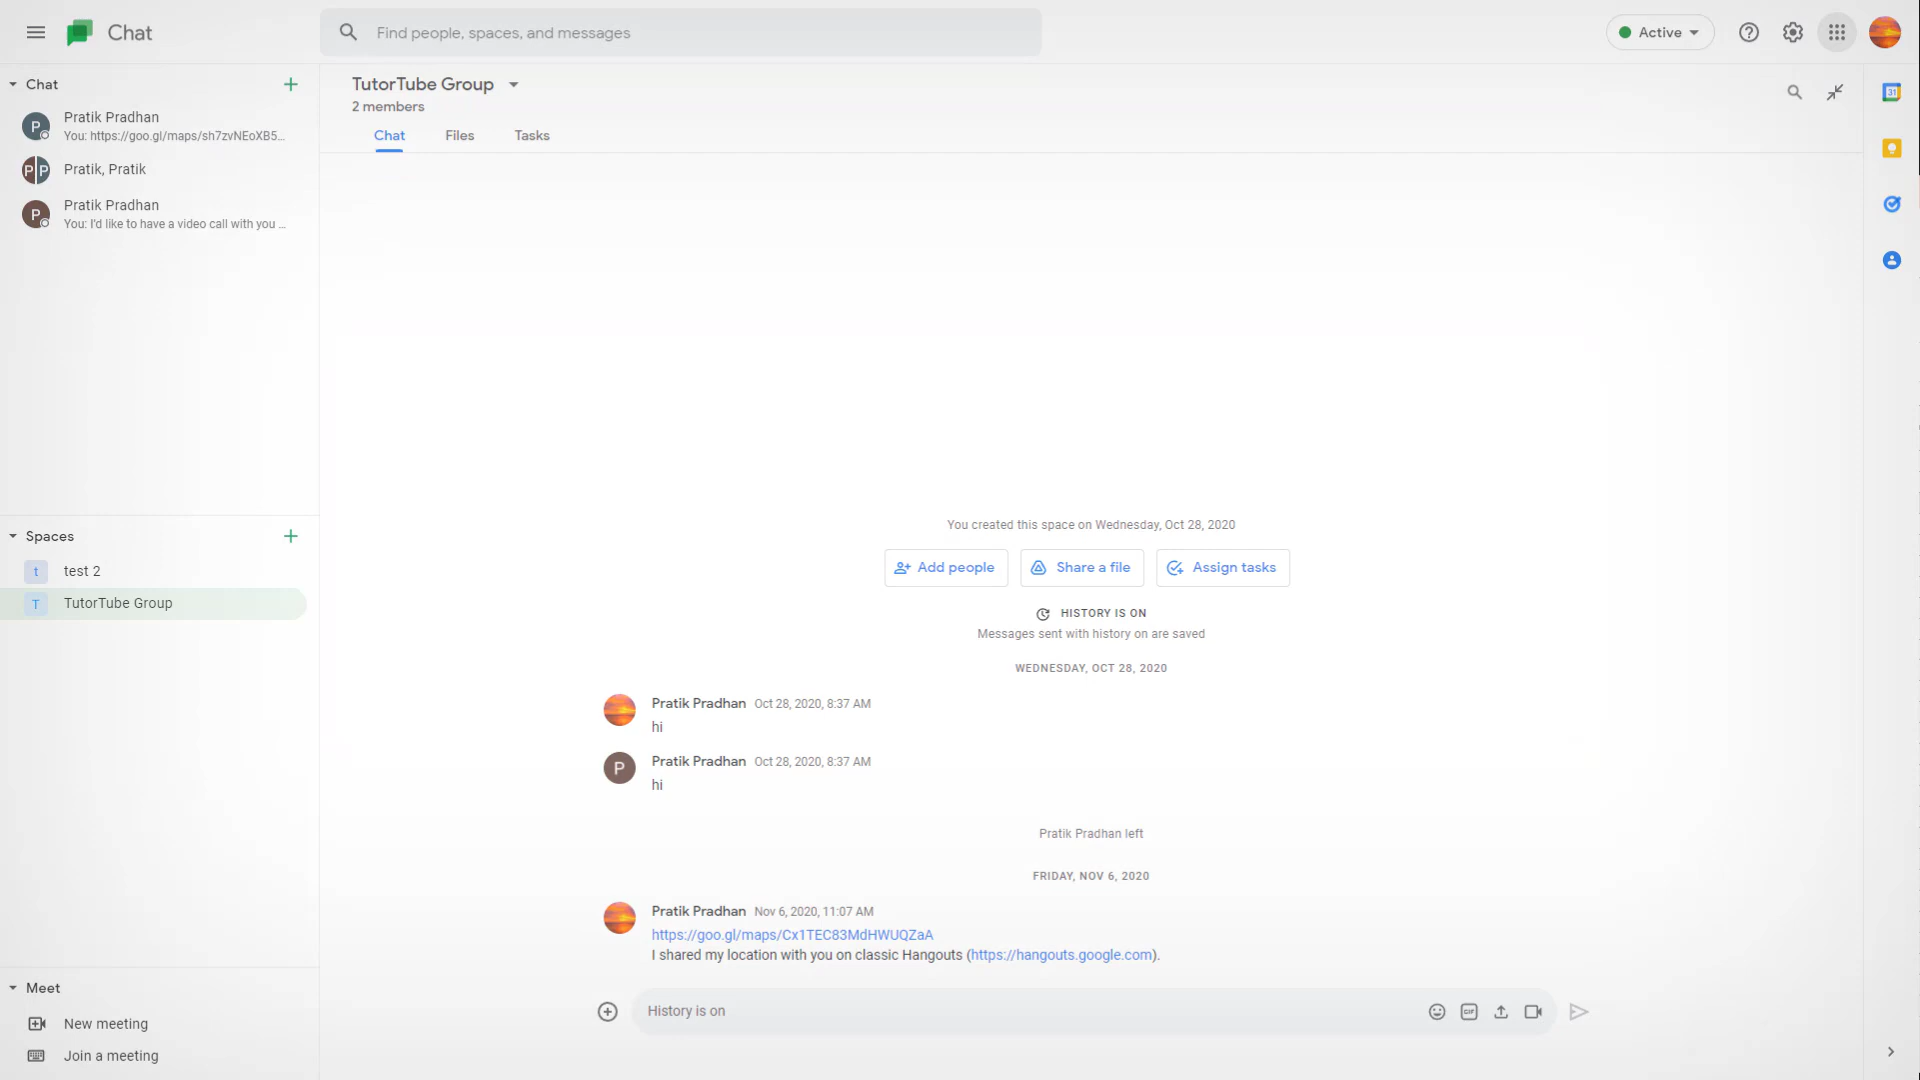 Chat
Find people, spaces, and messages
Active
Chat
Pratik Pradhan
You: https://goo.gl/maps/sh7zvNEoXB5...
Pratik, Pratik
Pratik Pradhan
You: I'd like to have a video call with you ...
Spaces
test 2
TutorTube Group
Meet
New meeting
Join a meeting
TutorTube Group
2 members
Chat Files Tasks
You created this space on Wednesday, Oct 28, 2020
Add people Share a file Assign tasks
HISTORY IS ON
Messages sent with history on are saved
WEDNESDAY, OCT 28, 2020
Pratik Pradhan Oct 28, 2020, 8:37 AM
hi
P
Pratik Pradhan Oct 28, 2020, 8:37 AM
hi
Pratik Pradhan left
FRIDAY, NOV 6, 2020
Pratik Pradhan Nov 6, 2020, 11:07 AM
https://goo.gl/maps/Cx1TEC83MdHWUQZaA
I shared my location with you on classic Hangouts (https://hangouts.google.com).
History is on
GIF
31